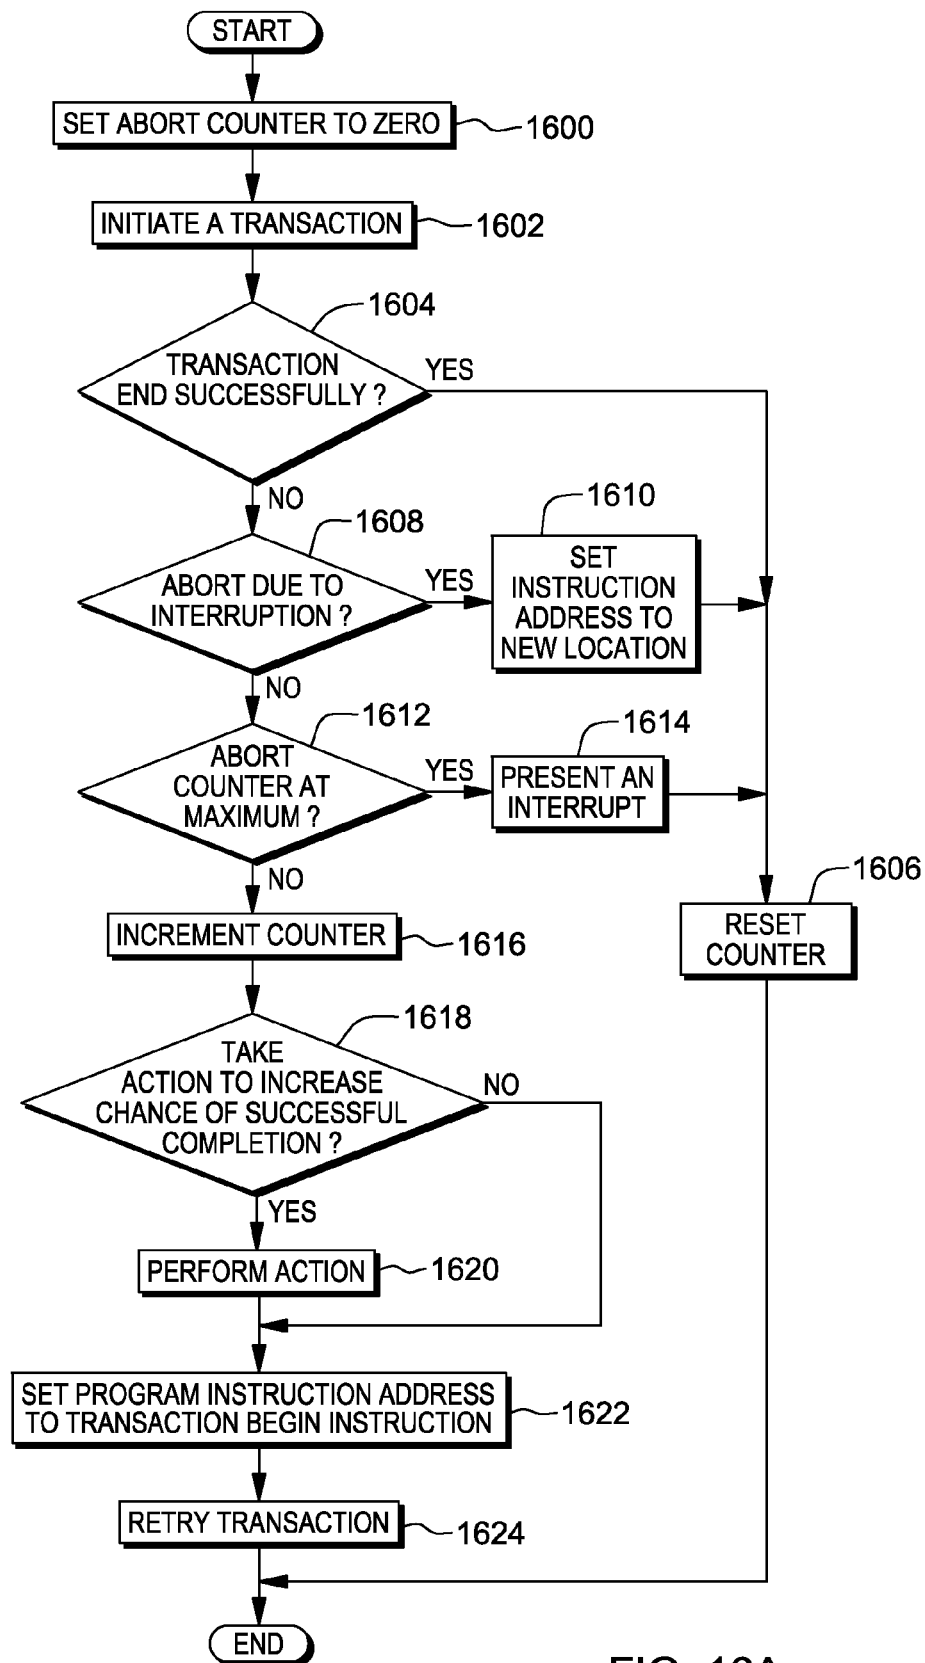 START
SET ABORT COUNTER TO ZERO
1600
INITIATE A TRANSACTION
1602
1604
TRANSACTION
END SUCCESSFULLY ?
YES
NO
1608
ABORT DUE TO
INTERRUPTION ?
YES
1610
SET
INSTRUCTION
ADDRESS TO
NEW LOCATION
NO
1612
ABORT
COUNTER AT
MAXIMUM ?
YES
1614
PRESENT AN
INTERRUPT
NO
1606
RESET
COUNTER
INCREMENT COUNTER
1616
1618
TAKE
ACTION TO INCREASE
CHANCE OF SUCCESSFUL
COMPLETION ?
NO
YES
PERFORM ACTION
1620
SET PROGRAM INSTRUCTION ADDRESS
TO TRANSACTION BEGIN INSTRUCTION
1622
RETRY TRANSACTION
1624
END